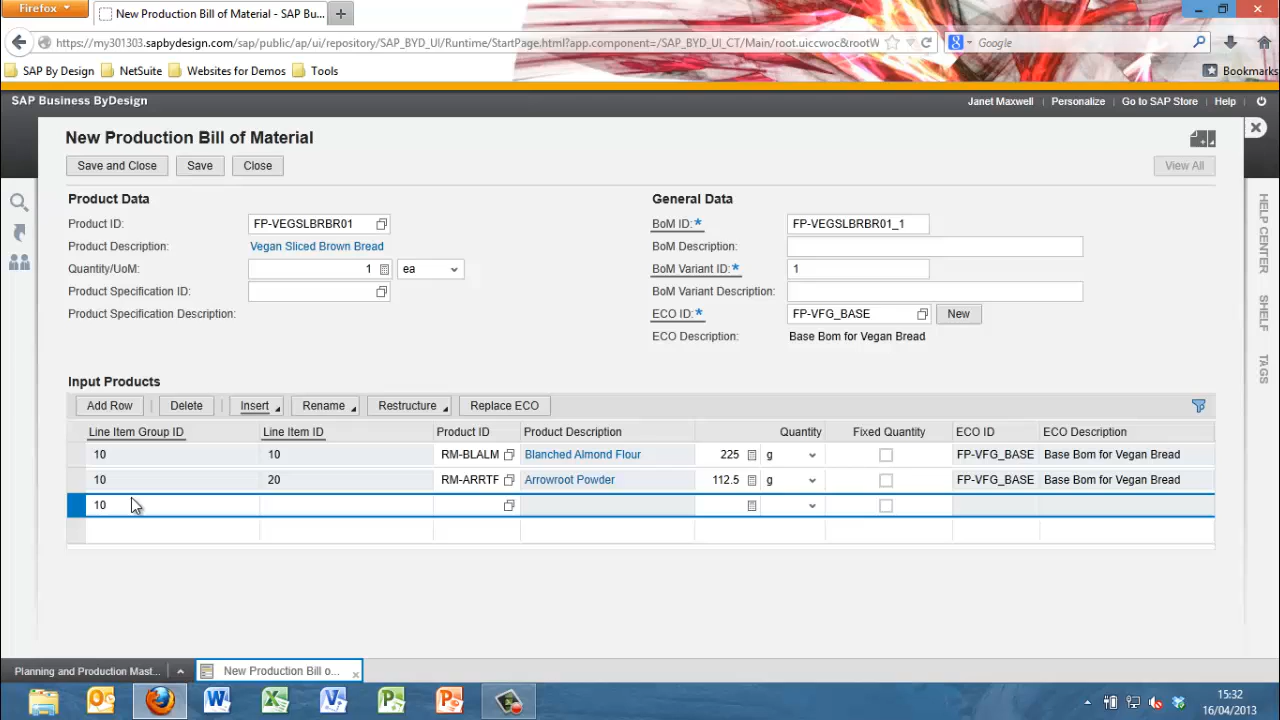 Firefox
New Production Bill of Material - SAP Bu...
https://my301303.sapbydesign.com/sap/public/ap/ui/repository/SAP_BYD_UI/Runtime/StartPage.html?app.component=/SAP_BYD_UI_CT/Main/root.uiccwoc&rootW
Google
SAP By Design NetSuite Websites for Demos Tools Bookmarks
SAP Business ByDesign Janet Maxwell | Personalize | Go to SAP Store | Help |
New Production Bill of Material
Save and Close Save Close View All
Product Data General Data
Product ID: FP-VEGSLBRBR01 BoM ID:* FP-VEGSLBRBR01_1
Product Description: Vegan Sliced Brown Bread BoM Description:
Quantity/UoM: 1 ea BoM Variant ID:* 1
Product Specification ID: BoM Variant Description:
Product Specification Description: ECO ID:* FP-VFG_BASE New
ECO Description: Base Bom for Vegan Bread
Input Products
Add Row | Delete | Insert Rename Restructure Replace ECO
Line Item Group ID Line Item ID Product ID Product Description Quantity Fixed Quantity ECO ID ECO Description
10 10 RM-BLALM Blanched Almond Flour 225 g FP-VFG_BASE Base Bom for Vegan Bread
10 20 RM-ARRTF Arrowroot Powder 112.5 g FP-VFG_BASE Base Bom for Vegan Bread
10
HELP CENTER
SHELF
TAGS
Planning and Production Mast... New Production Bill o...
15:32
16/04/2013